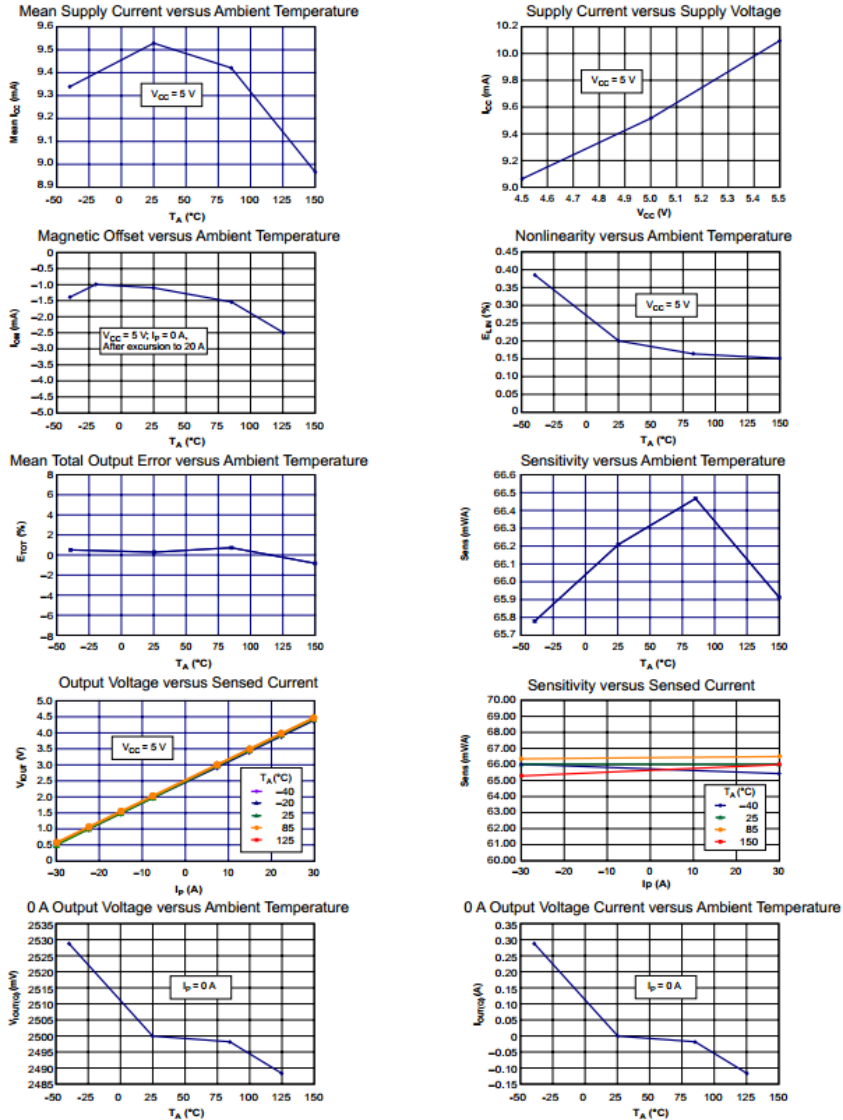 Mean Supply Current versus Ambient Temperature
Mean I_CC (mA)
9.6
9.5
9.4
9.3
9.2
9.1
9.0
8.9
V_CC = 5 V
–50 –25 0 25 50 75 100 125 150
T_A (°C)
Supply Current versus Supply Voltage
I_CC (mA)
10.2
10.0
9.8
9.6
9.4
9.2
9.0
V_CC = 5 V
4.5 4.6 4.7 4.8 4.9 5.0 5.1 5.2 5.3 5.4 5.5
V_CC (V)
Magnetic Offset versus Ambient Temperature
I_OM (mA)
0
–0.5
–1.0
–1.5
–2.0
–2.5
–3.0
–3.5
–4.0
–4.5
–5.0
V_CC = 5 V; I_P = 0 A,
After excursion to 20 A
–50 –25 0 25 50 75 100 125 150
T_A (°C)
Nonlinearity versus Ambient Temperature
E_LIN (%)
0.45
0.40
0.35
0.30
0.25
0.20
0.15
0.10
0.05
0
V_CC = 5 V
–50 –25 0 25 50 75 100 125 150
T_A (°C)
Mean Total Output Error versus Ambient Temperature
E_TOT (%)
8
6
4
2
0
–2
–4
–6
–8
–50 –25 0 25 50 75 100 125 150
T_A (°C)
Sensitivity versus Ambient Temperature
Sens (mV/A)
66.6
66.5
66.3
66.2
66.1
66.0
65.9
65.8
65.7
–50 –25 0 25 50 75 100 125 150
T_A (°C)
Output Voltage versus Sensed Current
V_IOUT (V)
5.0
4.5
4.0
3.5
3.0
2.5
2.0
1.5
1.0
0.5
0
V_CC = 5 V
T_A (°C)
–40
–20
25
85
125
–30 –20 –10 0 10 20 30
I_P (A)
Sensitivity versus Sensed Current
Sens (mV/A)
70.00
69.00
68.00
67.00
66.00
65.00
64.00
63.00
62.00
61.00
60.00
T_A (°C)
–40
25
85
150
–30 –20 –10 0 10 20 30
Ip (A)
0 A Output Voltage versus Ambient Temperature
V_IOUT(Q) (mV)
2535
2530
2525
2520
2515
2510
2505
2500
2495
2490
2485
I_P = 0 A
–50 –25 0 25 50 75 100 125 150
T_A (°C)
0 A Output Voltage Current versus Ambient Temperature
I_OUT(Q) (A)
0.35
0.30
0.25
0.20
0.15
0.10
0.05
0
–0.05
–0.10
–0.15
I_P = 0 A
–50 –25 0 25 50 75 100 125 150
T_A (°C)